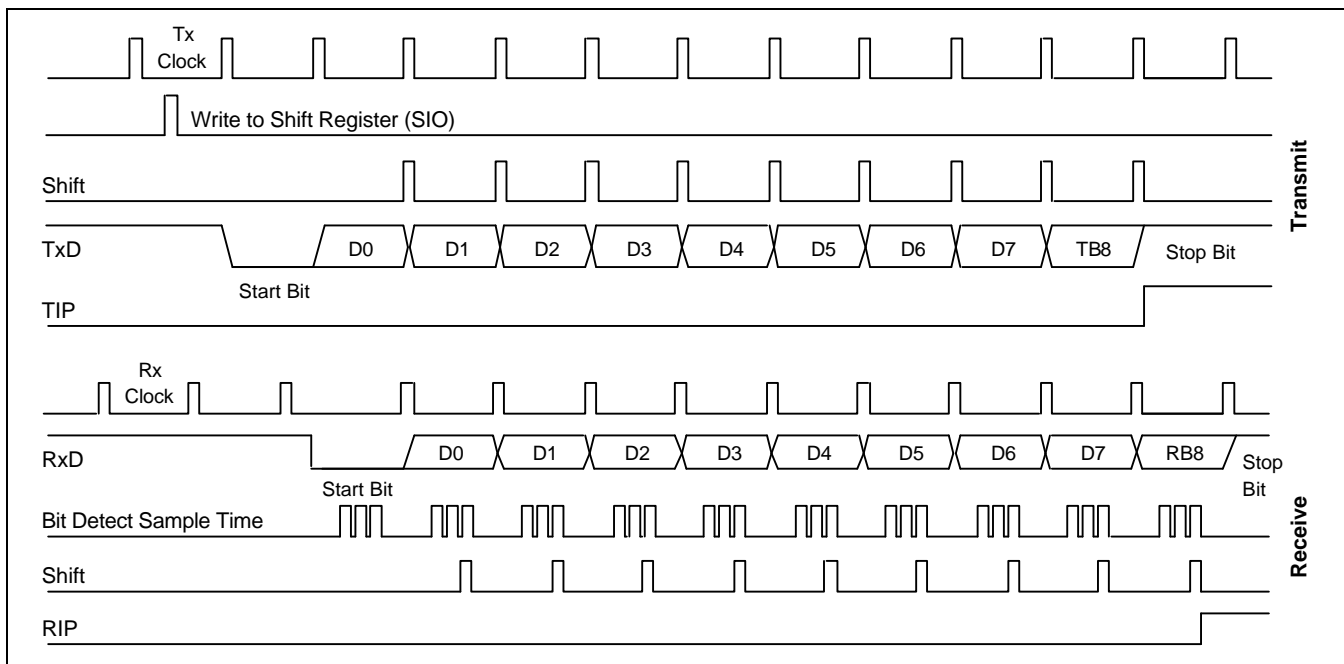 Tx
Clock
Write to Shift Register (SIO)
Shift
TxD
D0 D1 D2 D3 D4 D5 D6 D7 TB8 Stop Bit
Start Bit
TIP
Transmit
Rx
Clock
RxD
D0 D1 D2 D3 D4 D5 D6 D7 RB8 Stop
Bit
Start Bit
Bit Detect Sample Time
Shift
RIP
Receive